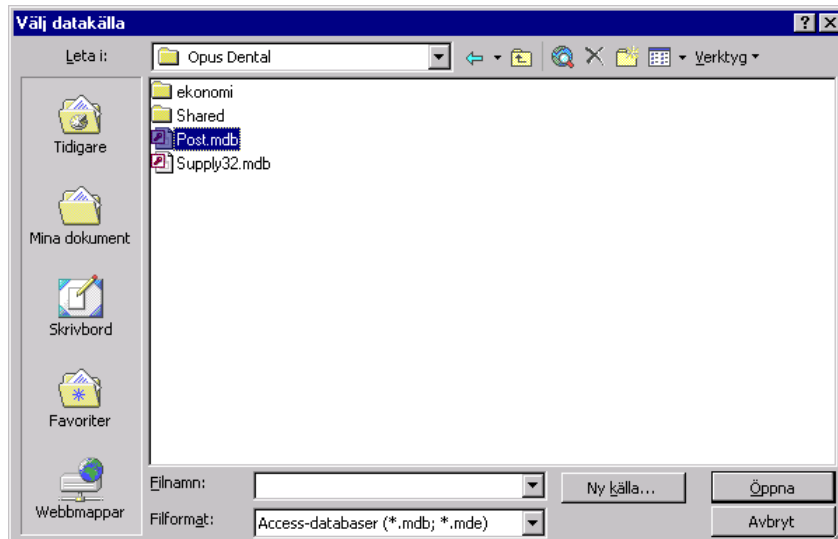 Välj datakälla
Leta i:
Opus Dental
Verktyg
ekonomi
Shared
Post.mdb
Supply32.mdb
Tidigare
Mina dokument
Skrivbord
Favoriter
Webbmappar
Filnamn:
Ny källa...
Öppna
Filformat:
Access-databaser (*.mdb; *.mde)
Avbryt